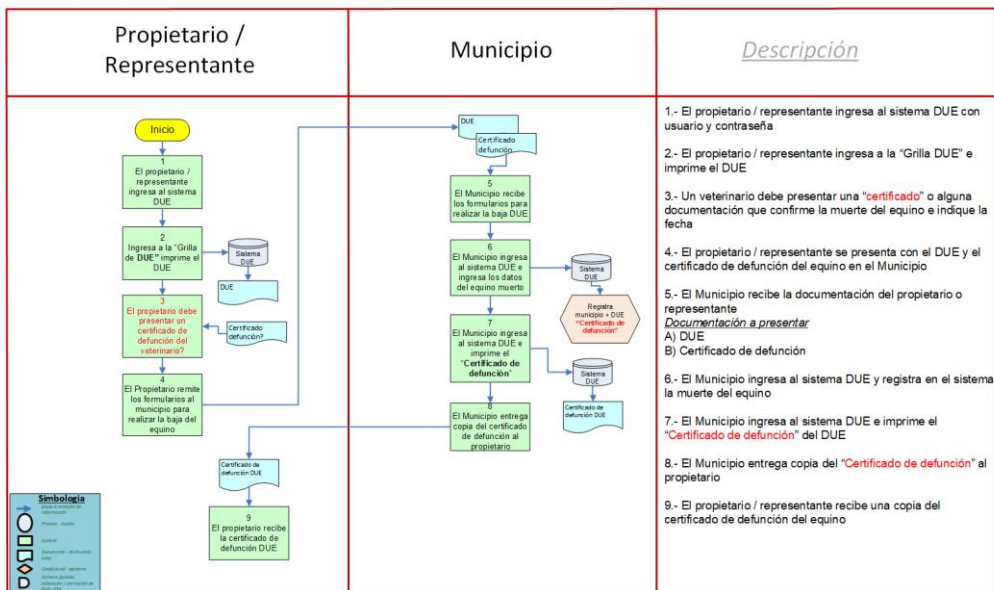 Propietario /
Representante
Municipio
Descripción
Inicio
1
El propietario /
representante
ingresa al sistema
DUE
2
Ingresa a la “Grilla
de DUE” imprime el
DUE
Sistema
DUE
DUE
3
El propietario debe
presentar un
certificado de
defunción del
veterinario?
Certificado
defunción?
4
El Propietario remite
los formularios al
municipio para
realizar la baja del
equino
Certificado de
defunción DUE
9
El propietario recibe
la certificado de
defunción DUE
Simbología
DUE
Certificado
defunción
5
El Municipio recibe
los formularios para
realizar la baja DUE
6
El Municipio ingresa
al sistema DUE e
ingresa los datos
del equino muerto
Sistema
DUE
Registra
municipio + DUE
“Certificado de
defunción”
7
El Municipio ingresa
al sistema DUE e
imprime el
“Certificado de
defunción”
Sistema
DUE
Certificado de
defunción DUE
8
El Municipio entrega
copia del certificado
de defunción al
propietario
1.- El propietario / representante ingresa al sistema DUE con
usuario y contraseña
2.- El propietario / representante ingresa a la “Grilla DUE” e
imprime el DUE
3.- Un veterinario debe presentar una “certificado” o alguna
documentación que confirme la muerte del equino e indique la
fecha
4.- El propietario / representante se presenta con el DUE y el
certificado de defunción del equino en el Municipio
5.- El Municipio recibe la documentación del propietario o
representante
Documentación a presentar
A) DUE
B) Certificado de defunción
6.- El Municipio ingresa al sistema DUE y registra en el sistema
la muerte del equino
7.- El Municipio ingresa al sistema DUE e imprime el
“Certificado de defunción” del DUE
8.- El Municipio entrega copia del “Certificado de defunción” al
propietario
9.- El propietario / representante recibe una copia del
certificado de defunción del equino